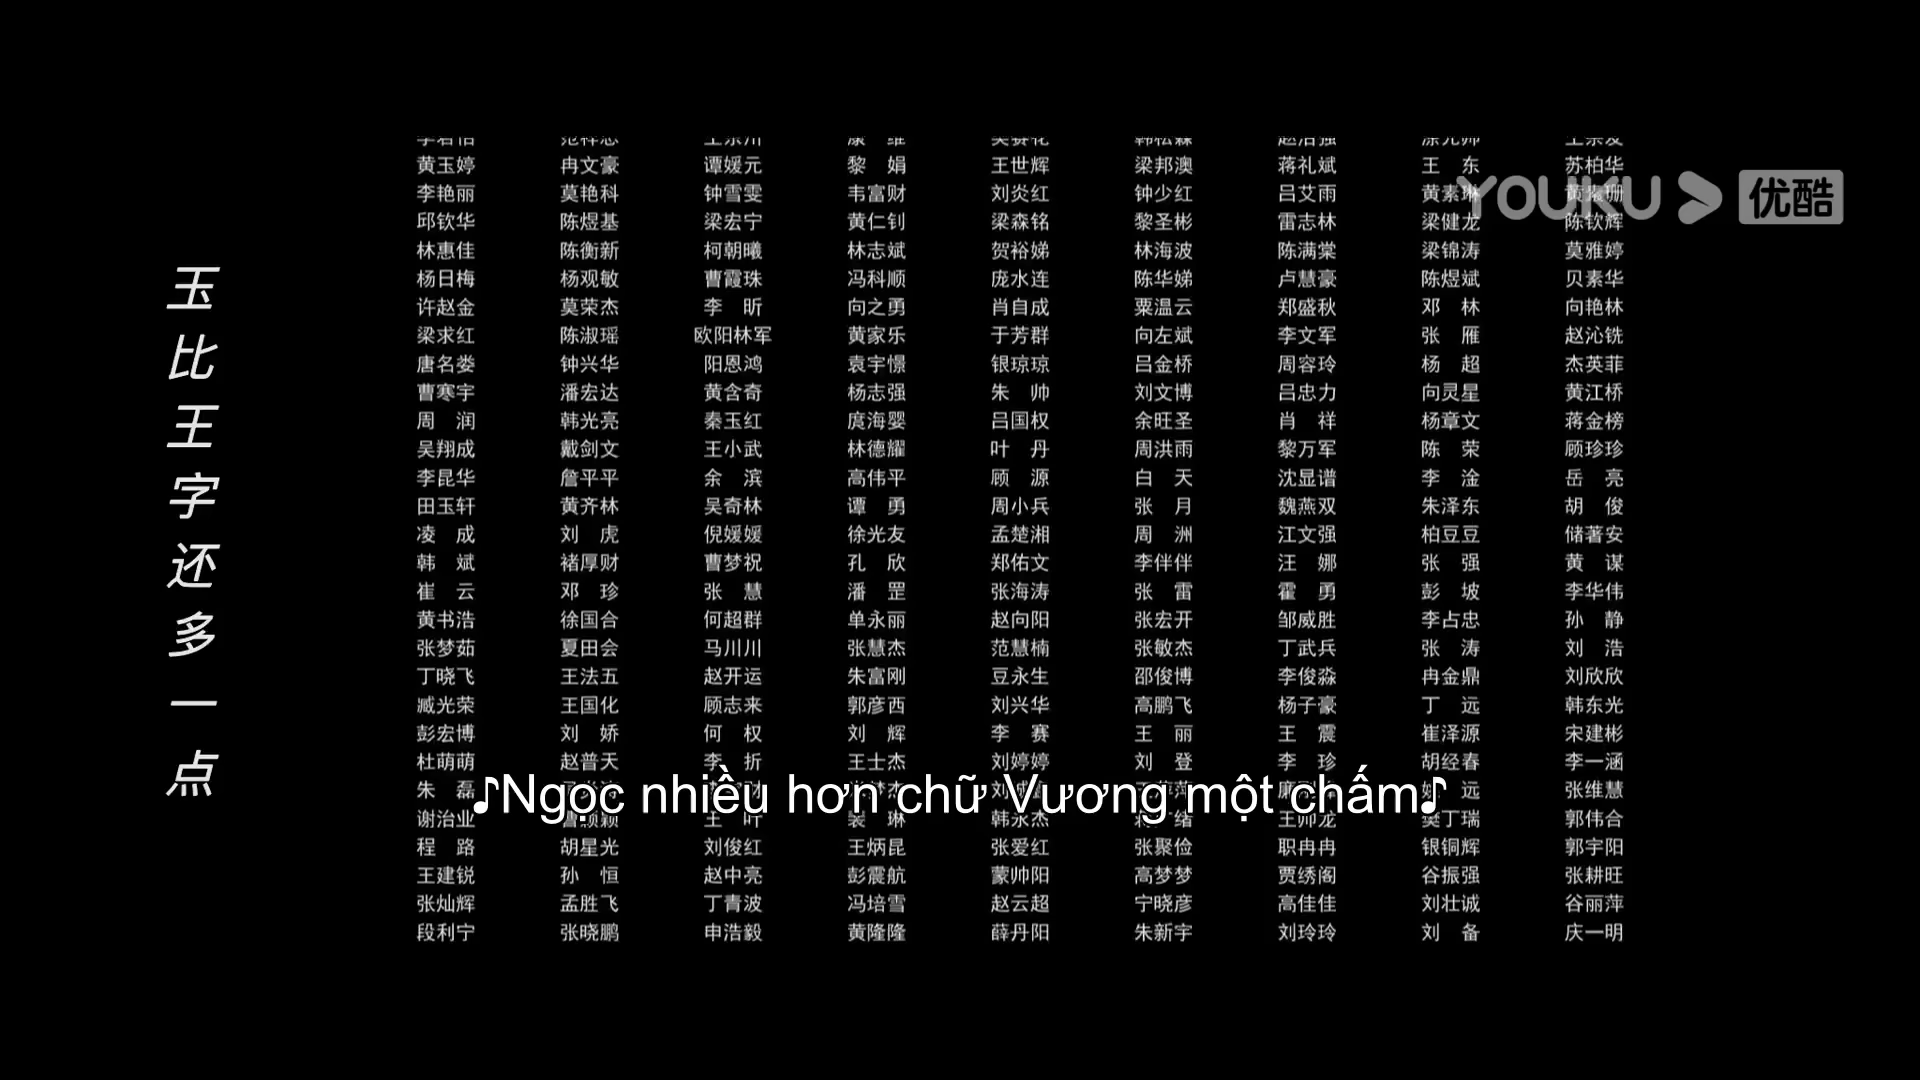 玉比王字还多一点
YOUKU 优酷
黄玉婷 冉文豪 谭媛元 黎 娟 王世辉 梁邦澳 蒋礼斌 王 东 苏柏华
李艳丽 莫艳科 钟雪雯 韦富财 刘炎红 钟少红 吕艾雨 黄素琳 黄素珊
邱钦华 陈煜基 梁宏宁 黄仁钊 梁森铭 黎圣彬 雷志林 梁健龙 陈钦辉
林惠佳 陈衡新 柯朝曦 林志斌 贺裕娣 林海波 陈满棠 梁锦涛 莫雅婷
杨日梅 杨观敏 曹霞珠 冯科顺 庞水连 陈华娣 卢慧豪 陈煜斌 贝素华
许赵金 莫荣杰 李 昕 向之勇 肖自成 粟温云 郑盛秋 邓 林 向艳林
梁求红 陈淑瑶 欧阳林军 黄家乐 于芳群 向左斌 李文军 张 雁 赵沁铣
唐名娄 钟兴华 阳恩鸿 袁宇憬 银琼琼 吕金桥 周容玲 杨 超 杰英菲
曹寒宇 潘宏达 黄含奇 杨志强 朱 帅 刘文博 吕忠力 向灵星 黄江桥
周 润 韩光亮 秦玉红 庹海婴 吕国权 余旺圣 肖 祥 杨章文 蒋金榜
吴翔成 戴剑文 王小武 林德耀 叶 丹 周洪雨 黎万军 陈 荣 顾珍珍
李昆华 詹平平 余 滨 高伟平 顾 源 白 天 沈显谱 李 淦 岳 亮
田玉轩 黄齐林 吴奇林 谭 勇 周小兵 张 月 魏燕双 朱泽东 胡 俊
凌 成 刘 虎 倪媛媛 徐光友 孟楚湘 周 洲 江文强 柏豆豆 储著安
韩 斌 褚厚财 曹梦祝 孔 欣 郑佑文 李伴伴 汪 娜 张 强 黄 谋
崔 云 邓 珍 张 慧 潘 罡 张海涛 张 雷 霍 勇 彭 坡 李华伟
黄书浩 徐国合 何超群 单永丽 赵向阳 张宏开 邹威胜 李占忠 孙 静
张梦茹 夏田会 马川川 张慧杰 范慧楠 张敏杰 丁武兵 张 涛 刘 浩
丁晓飞 王法五 赵开运 朱富刚 豆永生 邵俊博 李俊淼 冉金鼎 刘欣欣
臧光荣 王国化 顾志来 郭彦西 刘兴华 高鹏飞 杨子豪 丁 远 韩东光
彭宏博 刘 娇 何 权 刘 辉 李 赛 王 丽 王 震 崔泽源 宋建彬
杜萌萌 赵普天 李 折 王士杰 刘婷婷 刘 登 李 珍 胡经春 李一涵
朱 磊 张维慧
♪Ngọc nhiều hơn chữ Vương một chấm♪
谢治业 曹颖颖 王 叶 裴 琳 韩永杰 王帅龙 樊丁瑞 郭伟合
程 路 胡星光 刘俊红 王炳昆 张爱红 张聚俭 职冉冉 银铜辉 郭宇阳
王建锐 孙 恒 赵中亮 彭震航 蒙帅阳 高梦梦 贾绣阁 谷振强 张耕旺
张灿辉 孟胜飞 丁青波 冯培雪 赵云超 宁晓彦 高佳佳 刘壮诚 谷丽萍
段利宁 张晓鹏 申浩毅 黄隆隆 薛丹阳 朱新宇 刘玲玲 刘 备 庆一明